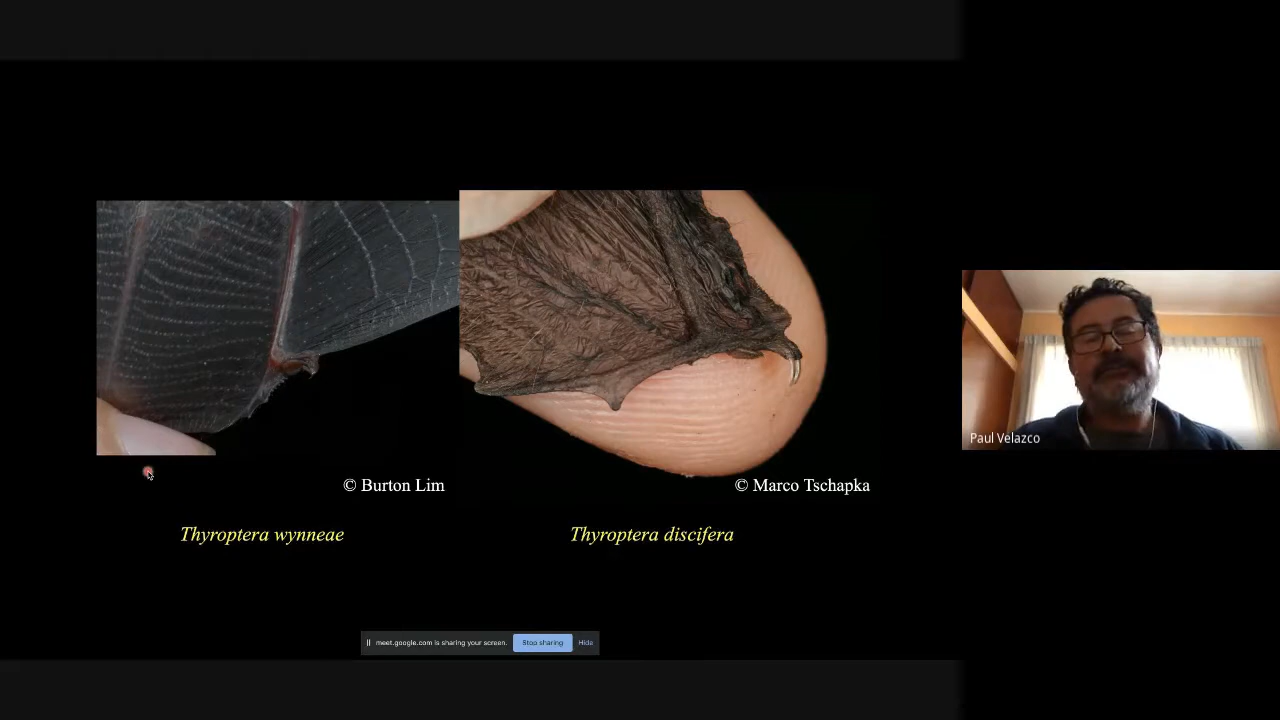 © Burton Lim
© Marco Tschapka
Thyroptera wynneae
Thyroptera discifera
Paul Velazco
meet.google.com is sharing your screen.
Stop sharing
Hide